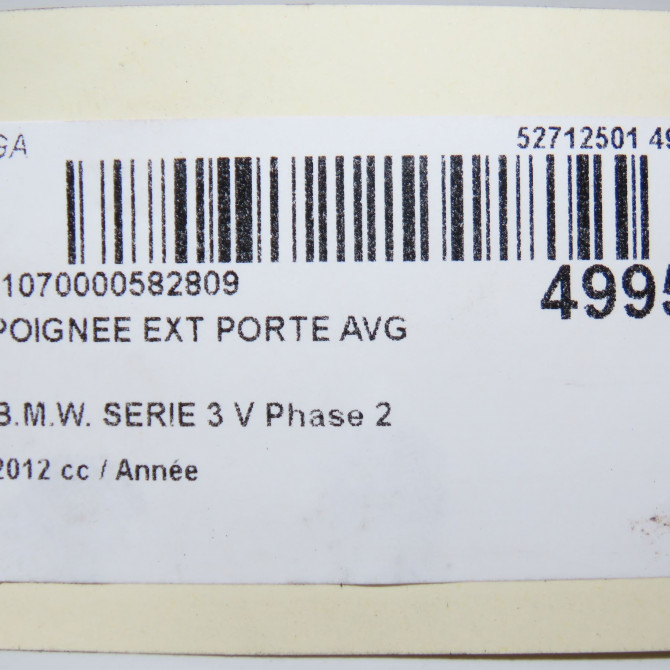 GA 52712501 49
1070000582809
4995
POIGNEE EXT PORTE AVG
B.M.W. SERIE 3 V Phase 2
2012 cc / Année